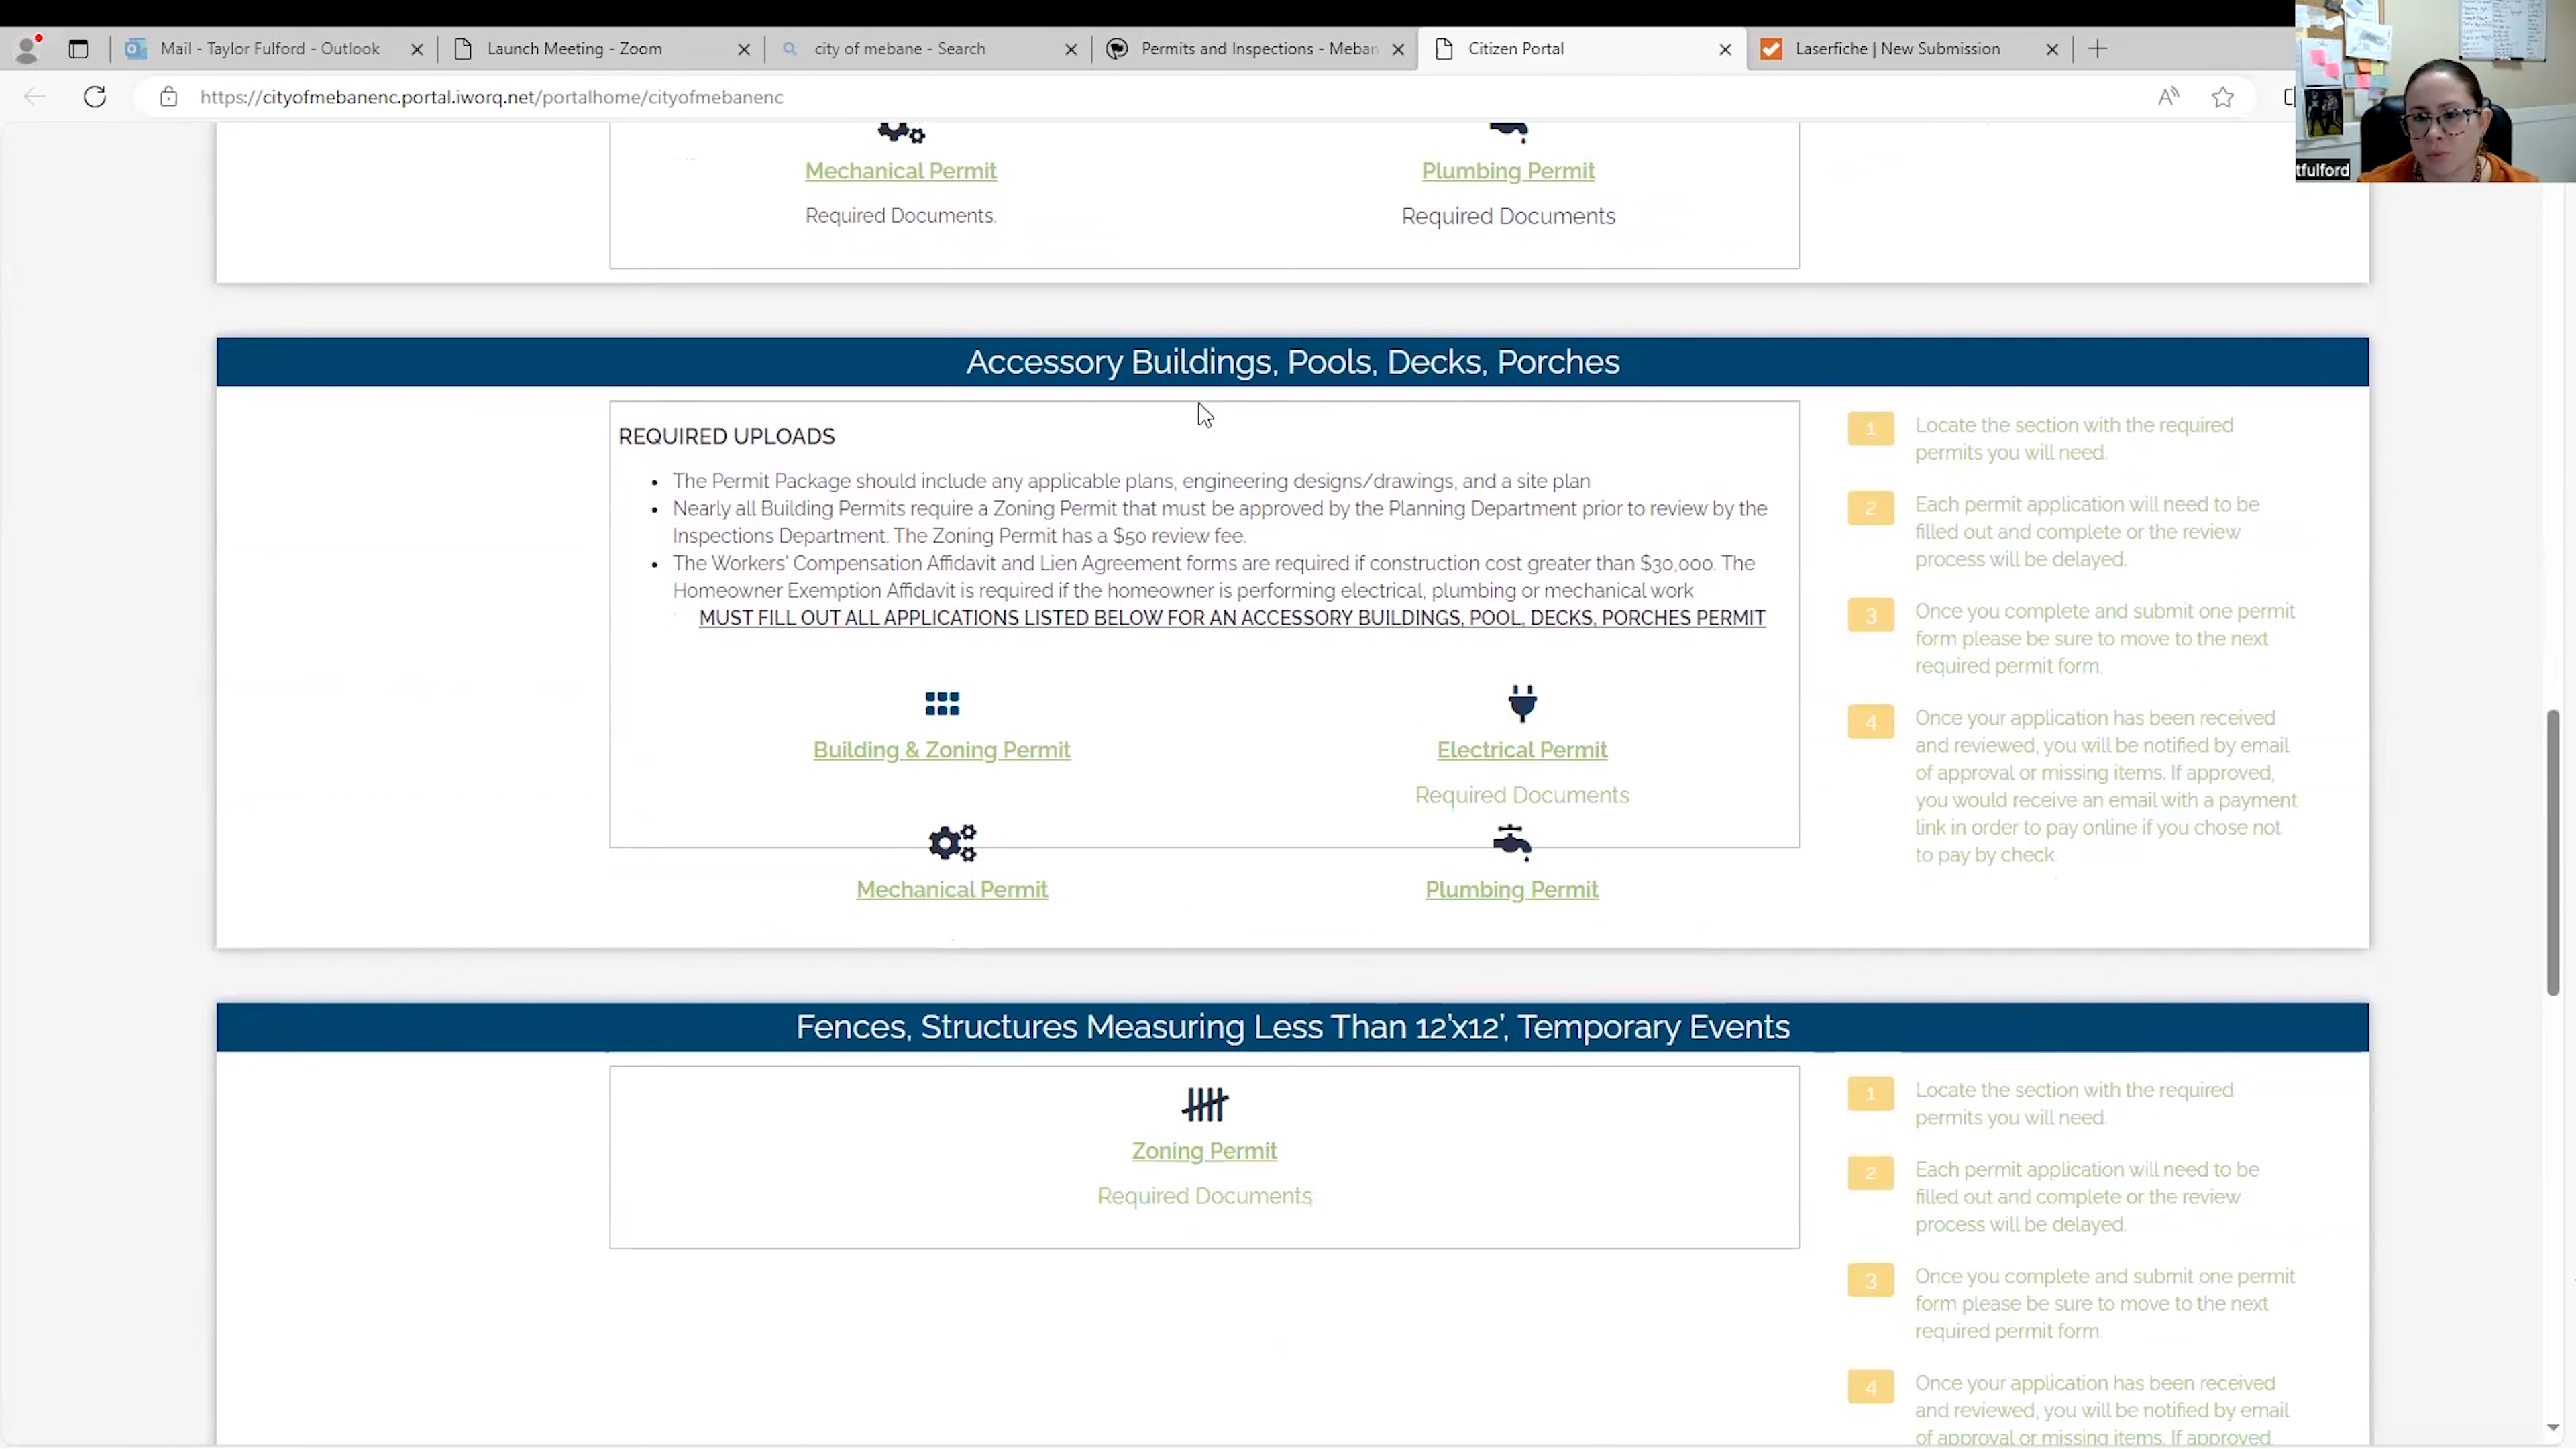 Mail - Taylor Fulford - Outlook
Launch Meeting - Zoom
city of mebane - Search
Permits and Inspections - Meban
Citizen Portal
Laserfiche | New Submission
https://cityofmebanenc.portal.iworq.net/portalhome/cityofmebanenc
tfulford
Mechanical Permit
Required Documents.
Plumbing Permit
Required Documents
Accessory Buildings, Pools, Decks, Porches
REQUIRED UPLOADS
• The Permit Package should include any applicable plans, engineering designs/drawings, and a site plan
• Nearly all Building Permits require a Zoning Permit that must be approved by the Planning Department prior to review by the
Inspections Department. The Zoning Permit has a $50 review fee.
• The Workers' Compensation Affidavit and Lien Agreement forms are required if construction cost greater than $30,000. The
Homeowner Exemption Affidavit is required if the homeowner is performing electrical, plumbing or mechanical work
MUST FILL OUT ALL APPLICATIONS LISTED BELOW FOR AN ACCESSORY BUILDINGS, POOL, DECKS, PORCHES PERMIT
Building & Zoning Permit
Electrical Permit
Required Documents
Mechanical Permit
Plumbing Permit
1 Locate the section with the required
permits you will need.
2 Each permit application will need to be
filled out and complete or the review
process will be delayed.
3 Once you complete and submit one permit
form please be sure to move to the next
required permit form.
4 Once your application has been received
and reviewed, you will be notified by email
of approval or missing items. If approved,
you would receive an email with a payment
link in order to pay online if you chose not
to pay by check.
Fences, Structures Measuring Less Than 12'x12', Temporary Events
Zoning Permit
Required Documents
1 Locate the section with the required
permits you will need.
2 Each permit application will need to be
filled out and complete or the review
process will be delayed.
3 Once you complete and submit one permit
form please be sure to move to the next
required permit form.
4 Once your application has been received
and reviewed, you will be notified by email
of approval or missing items. If approved,